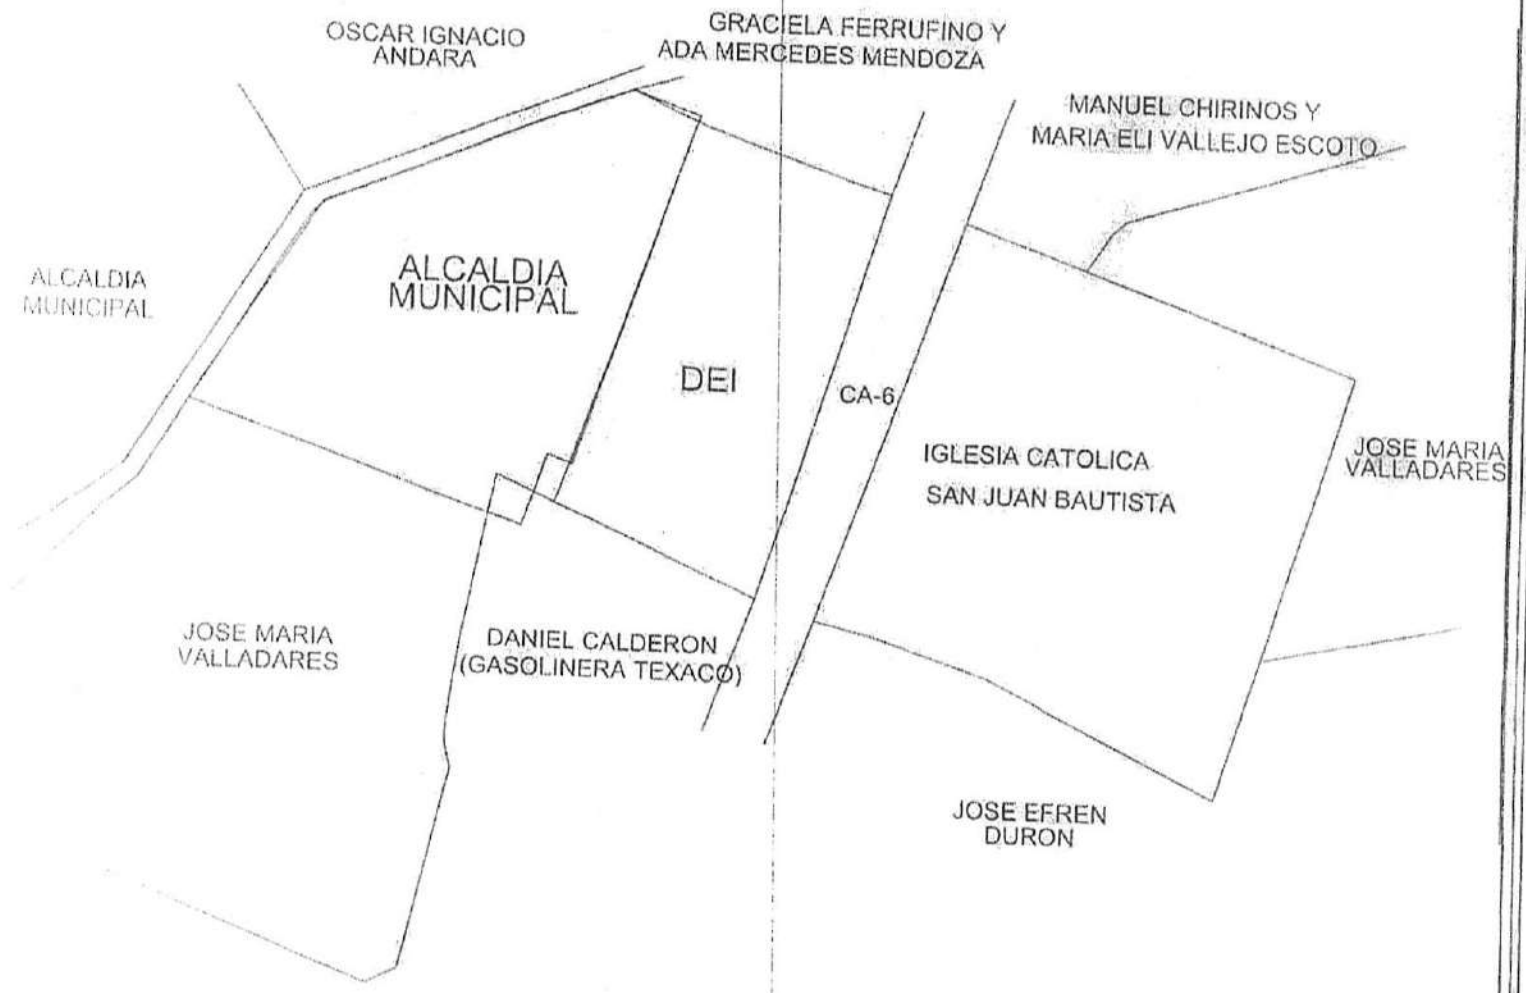 OSCAR IGNACIO
ANDARA
GRACIELA FERRUFINO Y
ADA MERCEDES MENDOZA
MANUEL CHIRINOS Y
MARIA ELI VALLEJO ESCOTO
ALCALDIA
MUNICIPAL
ALCALDIA
MUNICIPAL
DEI
CA-6
IGLESIA CATOLICA
SAN JUAN BAUTISTA
JOSE MARIA
VALLADARES
JOSE MARIA
VALLADARES
DANIEL CALDERON
(GASOLINERA TEXACO)
JOSE EFREN
DURON